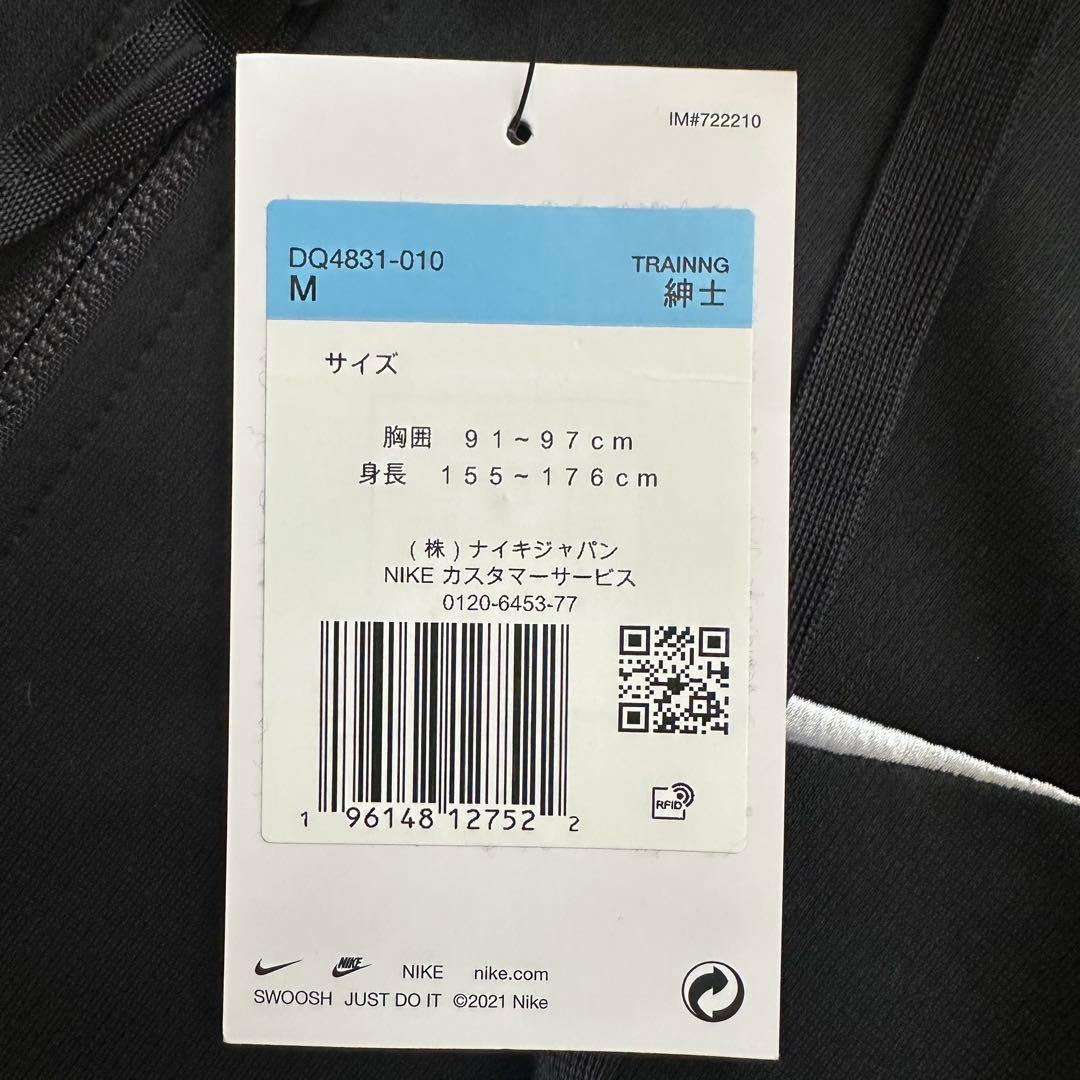 IM#722210
DQ4831-010
M
TRAINNG
紳士
サイズ
胸囲 91~97cm
身長 155~176cm
(株)ナイキジャパン
NIKE カスタマーサービス
0120-6453-77
1 96148 12752 2
RFID
NIKE NIKE nike.com
SWOOSH JUST DO IT ©2021 Nike